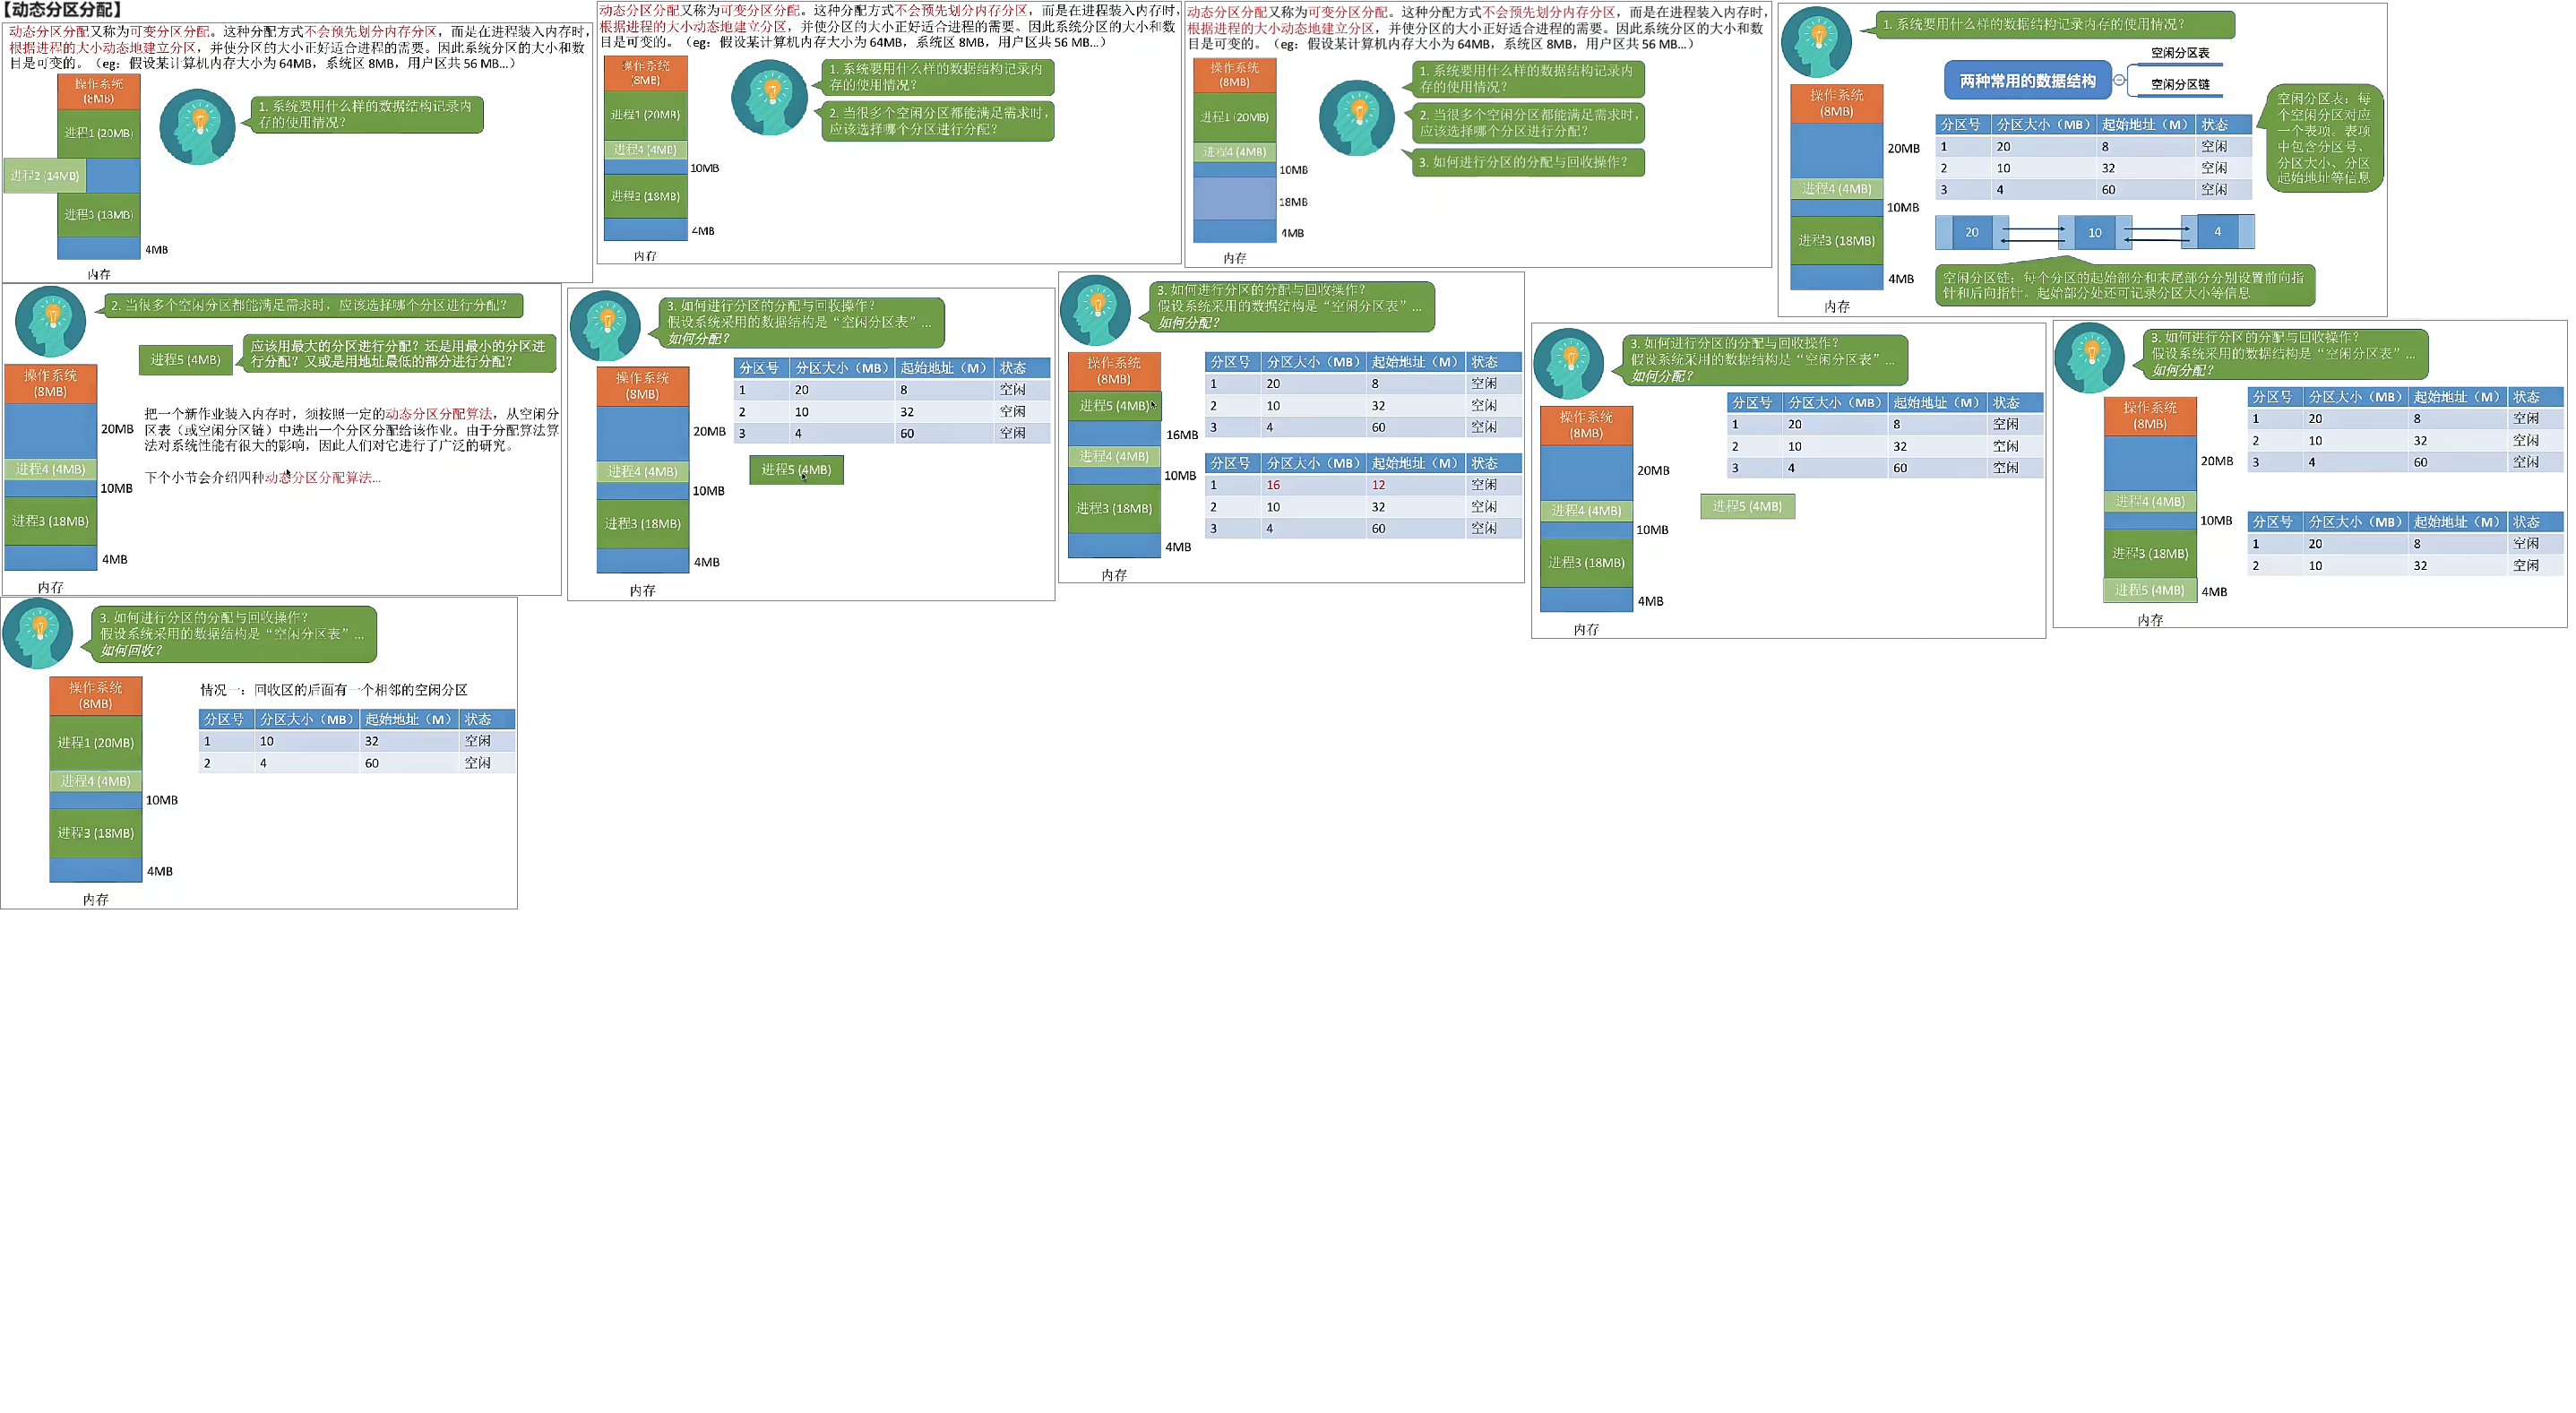 【动态分区分配】
动态分区分配又称为可变分区分配。这种分配方式不会预先划分内存分区，而是在进程装入内存时，
根据进程的大小动态地建立分区，并使分区的大小正好适合进程的需要。因此系统分区的大小和数
目是可变的。（eg：假设某计算机内存大小为 64MB，系统区 8MB，用户区共 56 MB…）
操作系统
(8MB)
进程1 (20MB)
进程2 (14MB)
进程3 (18MB)
4MB
内存
1. 系统要用什么样的数据结构记录内
存的使用情况？
动态分区分配又称为可变分区分配。这种分配方式不会预先划分内存分区，而是在进程装入内存时，
根据进程的大小动态地建立分区，并使分区的大小正好适合进程的需要。因此系统分区的大小和数
目是可变的。（eg：假设某计算机内存大小为 64MB，系统区 8MB，用户区共 56 MB…）
操作系统
(8MB)
进程1 (20MB)
进程4 (4MB)
10MB
进程3 (18MB)
4MB
内存
1. 系统要用什么样的数据结构记录内
存的使用情况？
2. 当很多个空闲分区都能满足需求时，
应该选择哪个分区进行分配？
动态分区分配又称为可变分区分配。这种分配方式不会预先划分内存分区，而是在进程装入内存时，
根据进程的大小动态地建立分区，并使分区的大小正好适合进程的需要。因此系统分区的大小和数
目是可变的。（eg：假设某计算机内存大小为 64MB，系统区 8MB，用户区共 56 MB…）
操作系统
(8MB)
进程1 (20MB)
进程4 (4MB)
10MB
18MB
4MB
内存
1. 系统要用什么样的数据结构记录内
存的使用情况？
2. 当很多个空闲分区都能满足需求时，
应该选择哪个分区进行分配？
3. 如何进行分区的分配与回收操作？
1. 系统要用什么样的数据结构记录内存的使用情况？
两种常用的数据结构
空闲分区表
空闲分区链
操作系统
(8MB)
20MB
进程4 (4MB)
10MB
进程3 (18MB)
4MB
内存
分区号 分区大小（MB） 起始地址（M） 状态
1 20 8 空闲
2 10 32 空闲
3 4 60 空闲
空闲分区表：每
个空闲分区对应
一个表项。表项
中包含分区号、
分区大小、分区
起始地址等信息
20 10 4
空闲分区链：每个分区的起始部分和末尾部分分别设置前向指
针和后向指针。起始部分处还可记录分区大小等信息
2. 当很多个空闲分区都能满足需求时，应该选择哪个分区进行分配？
进程5 (4MB)
应该用最大的分区进行分配？还是用最小的分区进
行分配？又或是用地址最低的部分进行分配？
操作系统
(8MB)
20MB
进程4 (4MB)
10MB
进程3 (18MB)
4MB
内存
把一个新作业装入内存时，须按照一定的动态分区分配算法，从空闲分
区表（或空闲分区链）中选出一个分区分配给该作业。由于分配算法算
法对系统性能有很大的影响，因此人们对它进行了广泛的研究。
下个小节会介绍四种动态分区分配算法…
3. 如何进行分区的分配与回收操作？
假设系统采用的数据结构是“空闲分区表”…
如何分配？
操作系统
(8MB)
20MB
进程4 (4MB)
10MB
进程3 (18MB)
4MB
内存
分区号 分区大小（MB） 起始地址（M） 状态
1 20 8 空闲
2 10 32 空闲
3 4 60 空闲
进程5 (4MB)
3. 如何进行分区的分配与回收操作？
假设系统采用的数据结构是“空闲分区表”…
如何分配？
操作系统
(8MB)
进程5 (4MB)
16MB
进程4 (4MB)
10MB
进程3 (18MB)
4MB
内存
分区号 分区大小（MB） 起始地址（M） 状态
1 20 8 空闲
2 10 32 空闲
3 4 60 空闲
分区号 分区大小（MB） 起始地址（M） 状态
1 16 12 空闲
2 10 32 空闲
3 4 60 空闲
3. 如何进行分区的分配与回收操作？
假设系统采用的数据结构是“空闲分区表”…
如何分配？
操作系统
(8MB)
20MB
进程4 (4MB)
10MB
进程3 (18MB)
4MB
内存
分区号 分区大小（MB） 起始地址（M） 状态
1 20 8 空闲
2 10 32 空闲
3 4 60 空闲
进程5 (4MB)
3. 如何进行分区的分配与回收操作？
假设系统采用的数据结构是“空闲分区表”…
如何分配？
操作系统
(8MB)
20MB
进程4 (4MB)
10MB
进程3 (18MB)
进程5 (4MB)
4MB
内存
分区号 分区大小（MB） 起始地址（M） 状态
1 20 8 空闲
2 10 32 空闲
3 4 60 空闲
分区号 分区大小（MB） 起始地址（M） 状态
1 20 8 空闲
2 10 32 空闲
3. 如何进行分区的分配与回收操作？
假设系统采用的数据结构是“空闲分区表”…
如何回收？
操作系统
(8MB)
进程1 (20MB)
进程4 (4MB)
10MB
进程3 (18MB)
4MB
内存
情况一：回收区的后面有一个相邻的空闲分区
分区号 分区大小（MB） 起始地址（M） 状态
1 10 32 空闲
2 4 60 空闲